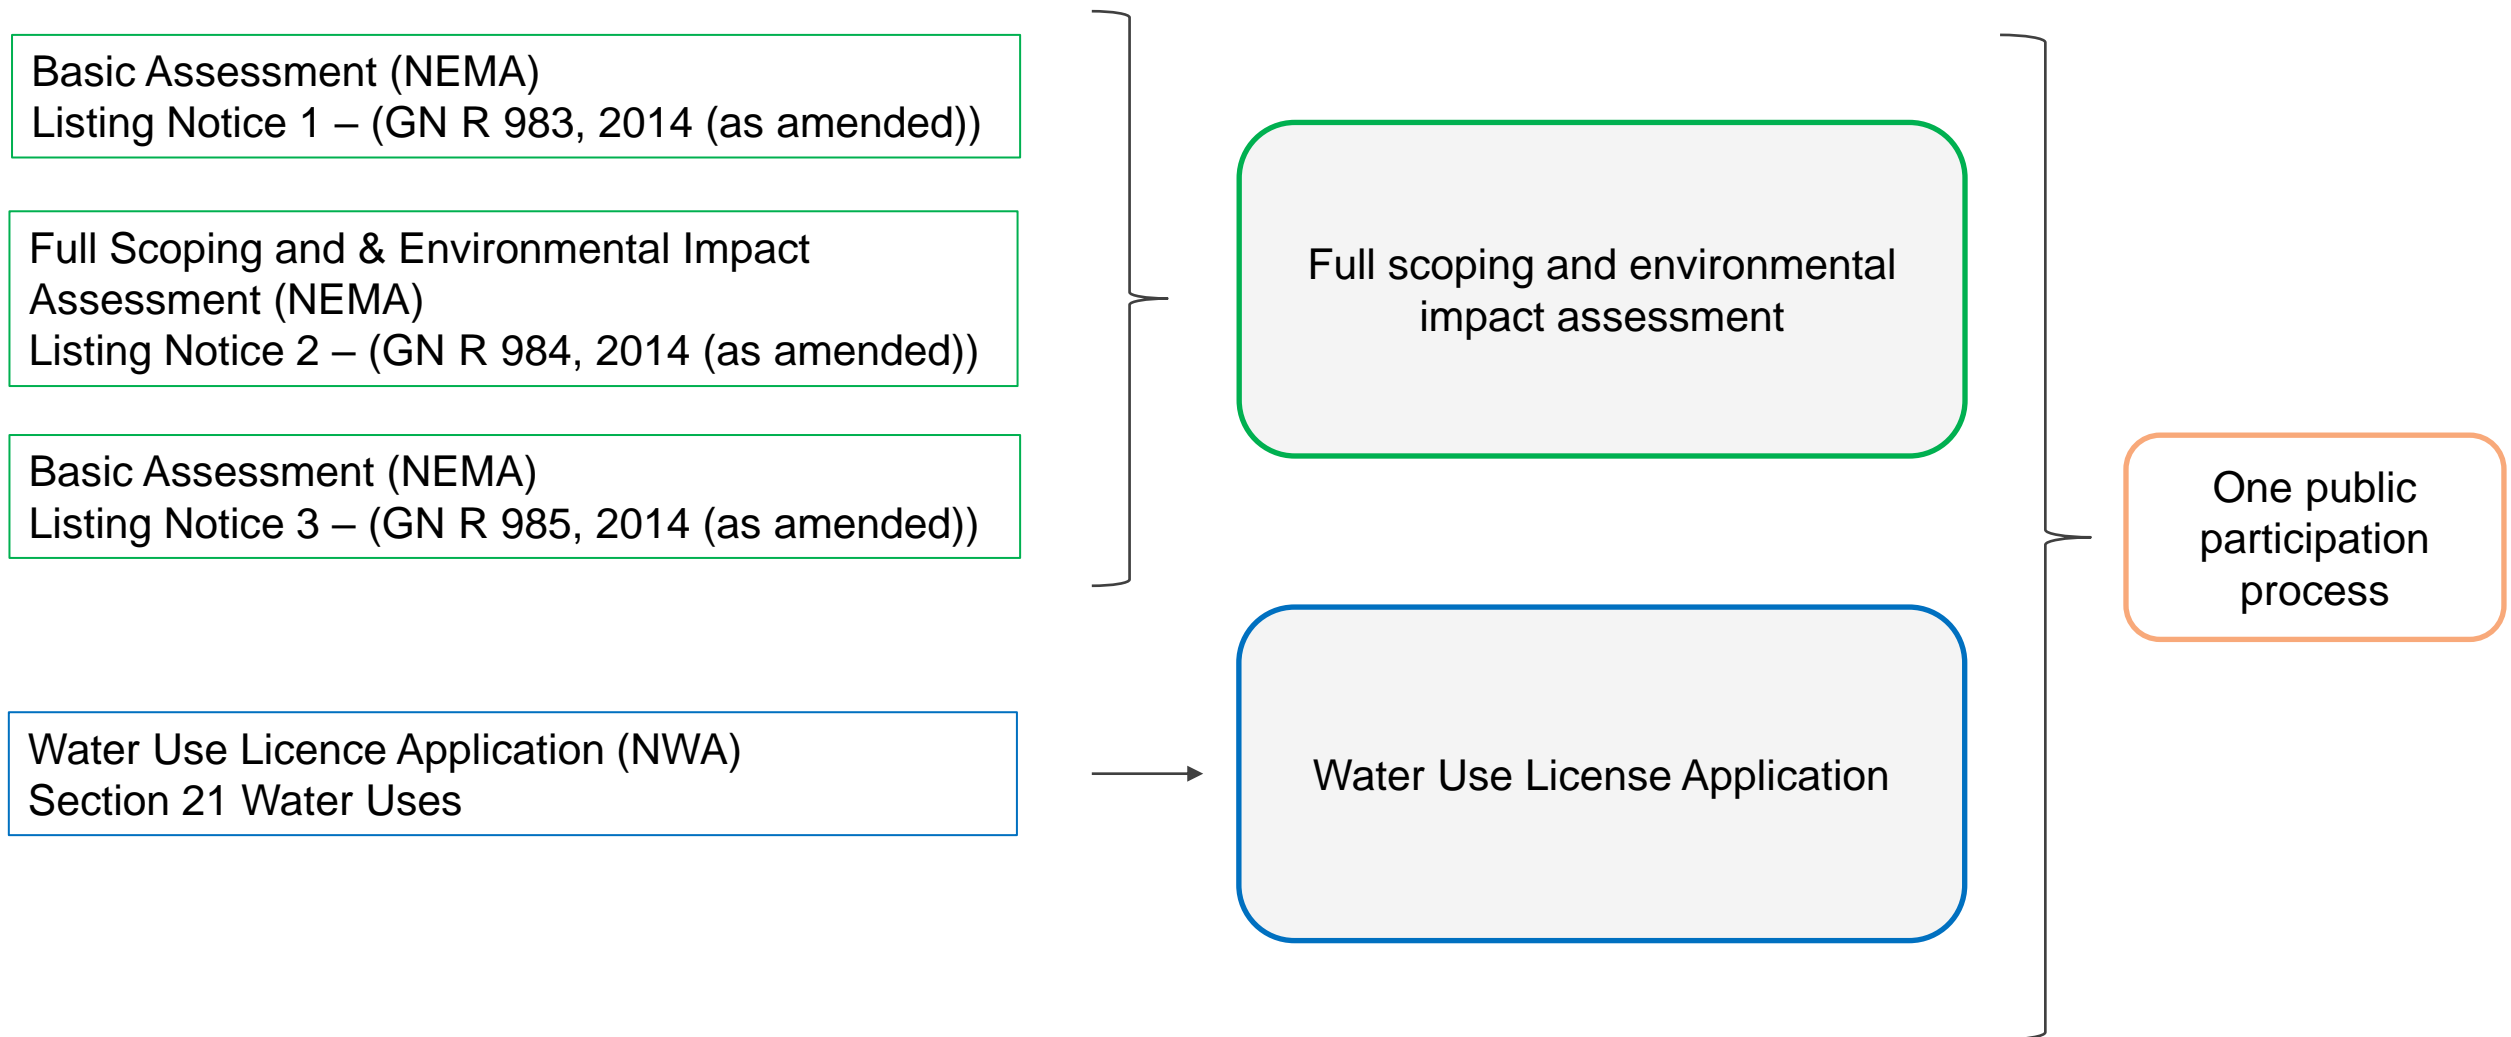 Basic Assessment (NEMA)
Listing Notice 1 – (GN R 983, 2014 (as amended))
Full Scoping and & Environmental Impact
Assessment (NEMA)
Listing Notice 2 – (GN R 984, 2014 (as amended))
Basic Assessment (NEMA)
Listing Notice 3 – (GN R 985, 2014 (as amended))
Water Use Licence Application (NWA)
Section 21 Water Uses
Full scoping and environmental
impact assessment
Water Use License Application
One public
participation
process